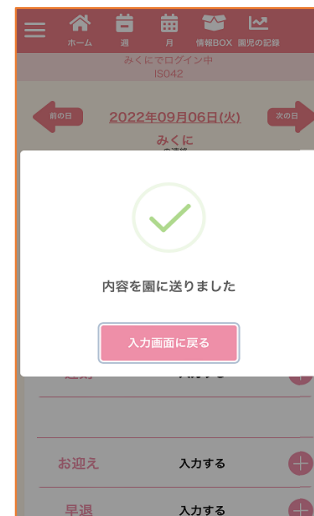 ホーム 週 月 情報BOX 園児の記録
みくにでログイン中
IS042
前の日 2022年09月06日(火) 次の日
みくに
内容を園に送りました
入力画面に戻る
お迎え 入力する
早退 入力する